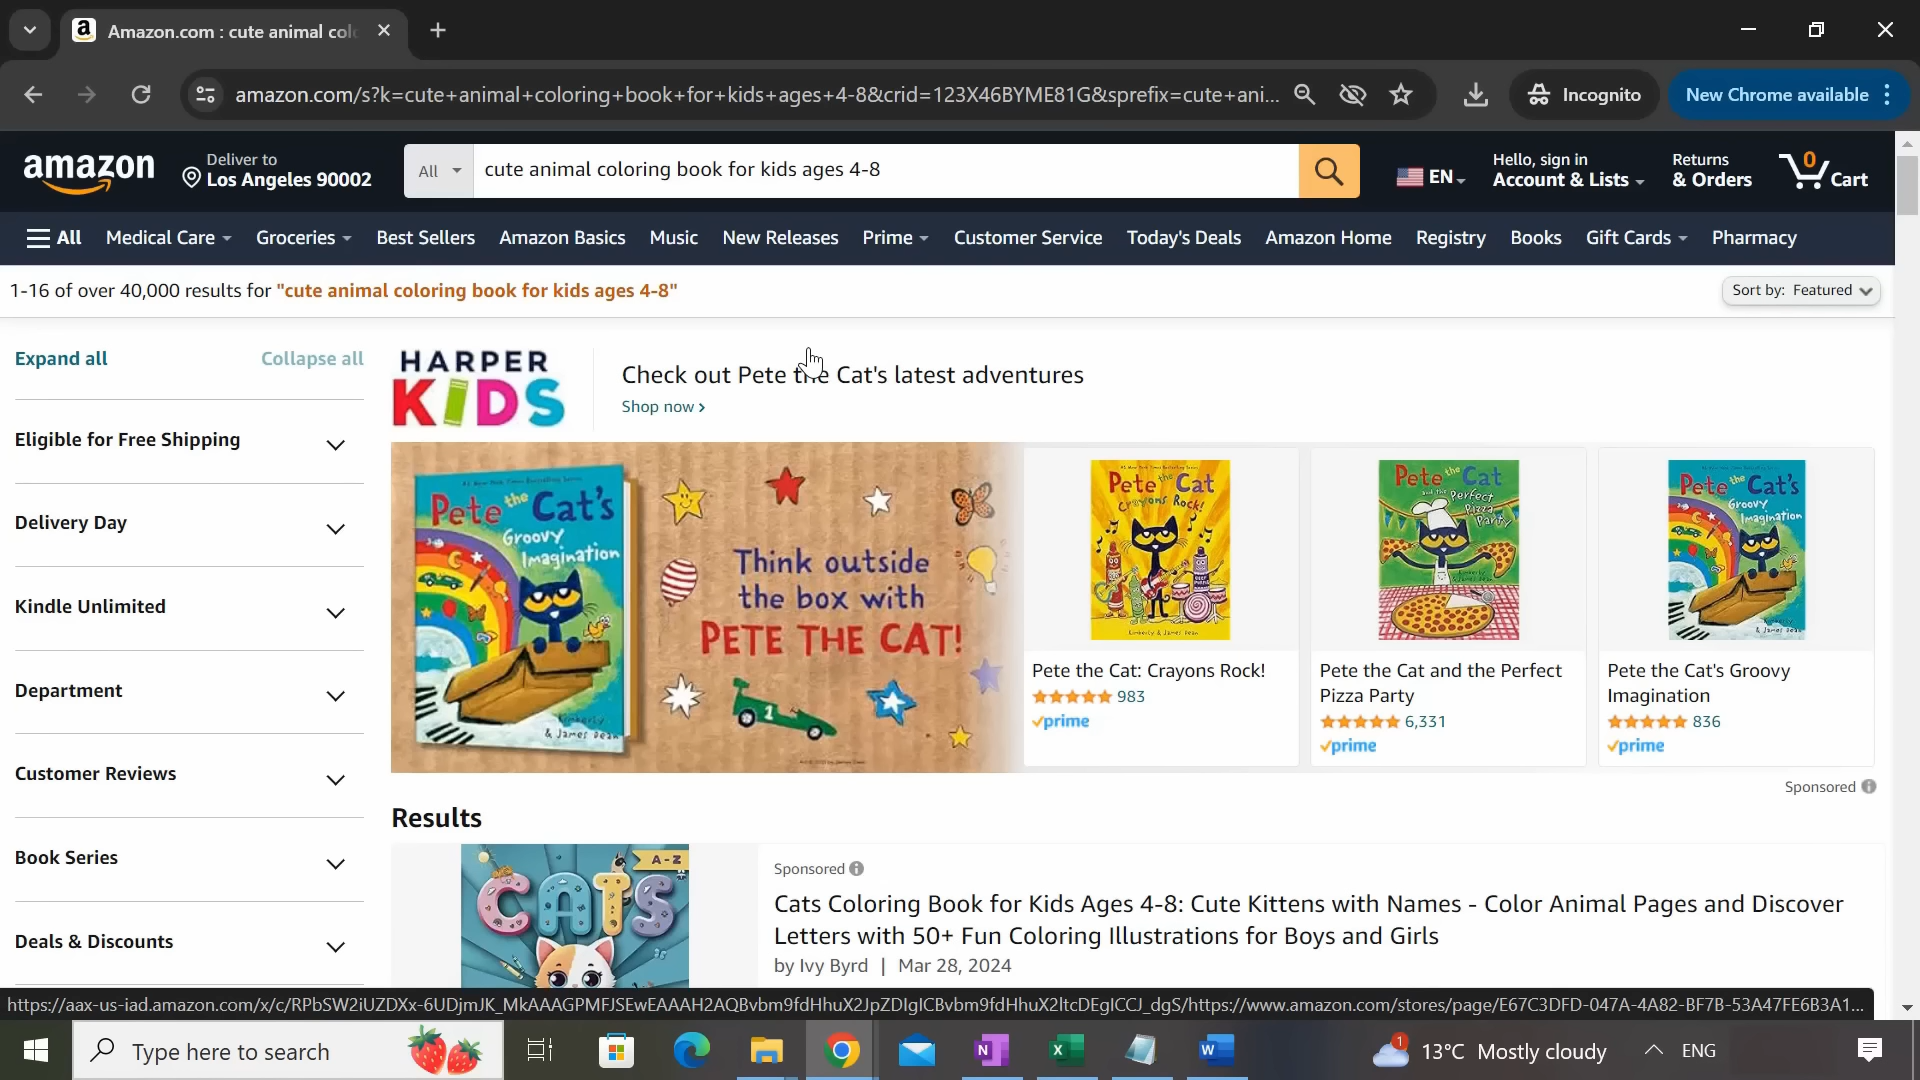 Amazon.com : cute animal col
amazon.com/s?k=cute+animal+coloring+book+for+kids+ages+4-8&crid=123X46BYME81G&sprefix=cute+ani...
Incognito
New Chrome available
amazon
Deliver to
Los Angeles 90002
All
cute animal coloring book for kids ages 4-8
EN
Hello, sign in
Account & Lists
Returns
& Orders
0
Cart
All
Medical Care
Groceries
Best Sellers
Amazon Basics
Music
New Releases
Prime
Customer Service
Today's Deals
Amazon Home
Registry
Books
Gift Cards
Pharmacy
1-16 of over 40,000 results for "cute animal coloring book for kids ages 4-8"
Sort by: Featured
Expand all
Collapse all
Eligible for Free Shipping
Delivery Day
Kindle Unlimited
Department
Customer Reviews
Book Series
Deals & Discounts
HARPER
KIDS
Check out Pete the Cat's latest adventures
Shop now ›
Pete the Cat's
Groovy
Imagination
Kimberly
& James Dean
Think outside
the box with
PETE THE CAT!
1
Pete the Cat
Crayons Rock!
Kimberly & James Dean
Pete the Cat: Crayons Rock!
983
prime
Pete the Cat
and the Perfect
Pizza Party
Kimberly & James Dean
Pete the Cat and the Perfect
Pizza Party
6,331
prime
Pete the Cat's
Groovy
Imagination
Pete the Cat's Groovy
Imagination
836
prime
Sponsored
Results
A-Z
CATS
Sponsored
Cats Coloring Book for Kids Ages 4-8: Cute Kittens with Names - Color Animal Pages and Discover
Letters with 50+ Fun Coloring Illustrations for Boys and Girls
by Ivy Byrd | Mar 28, 2024
https://aax-us-iad.amazon.com/x/c/RPbSW2iUZDXx-6UDjmJK_MkAAAGPMFJSEwEAAAH2AQBvbm9fdHhuX2JpZDIgICBvbm9fdHhuX2ltcDEgICCJ_dgS/https://www.amazon.com/stores/page/E67C3DFD-047A-4A82-BF7B-53A47FE6B3A1...
Type here to search
N
X
W
1
13°C Mostly cloudy
ENG